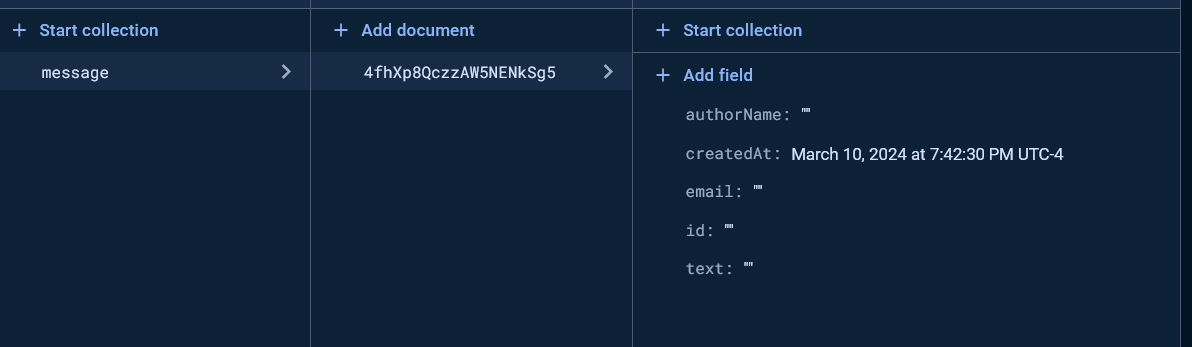 + Start collection
message
+ Add document
4fhXp8QczzAW5NENkSg5
+ Start collection
+ Add field
authorName: ""
createdAt: March 10, 2024 at 7:42:30 PM UTC-4
email: ""
id: ""
text: ""